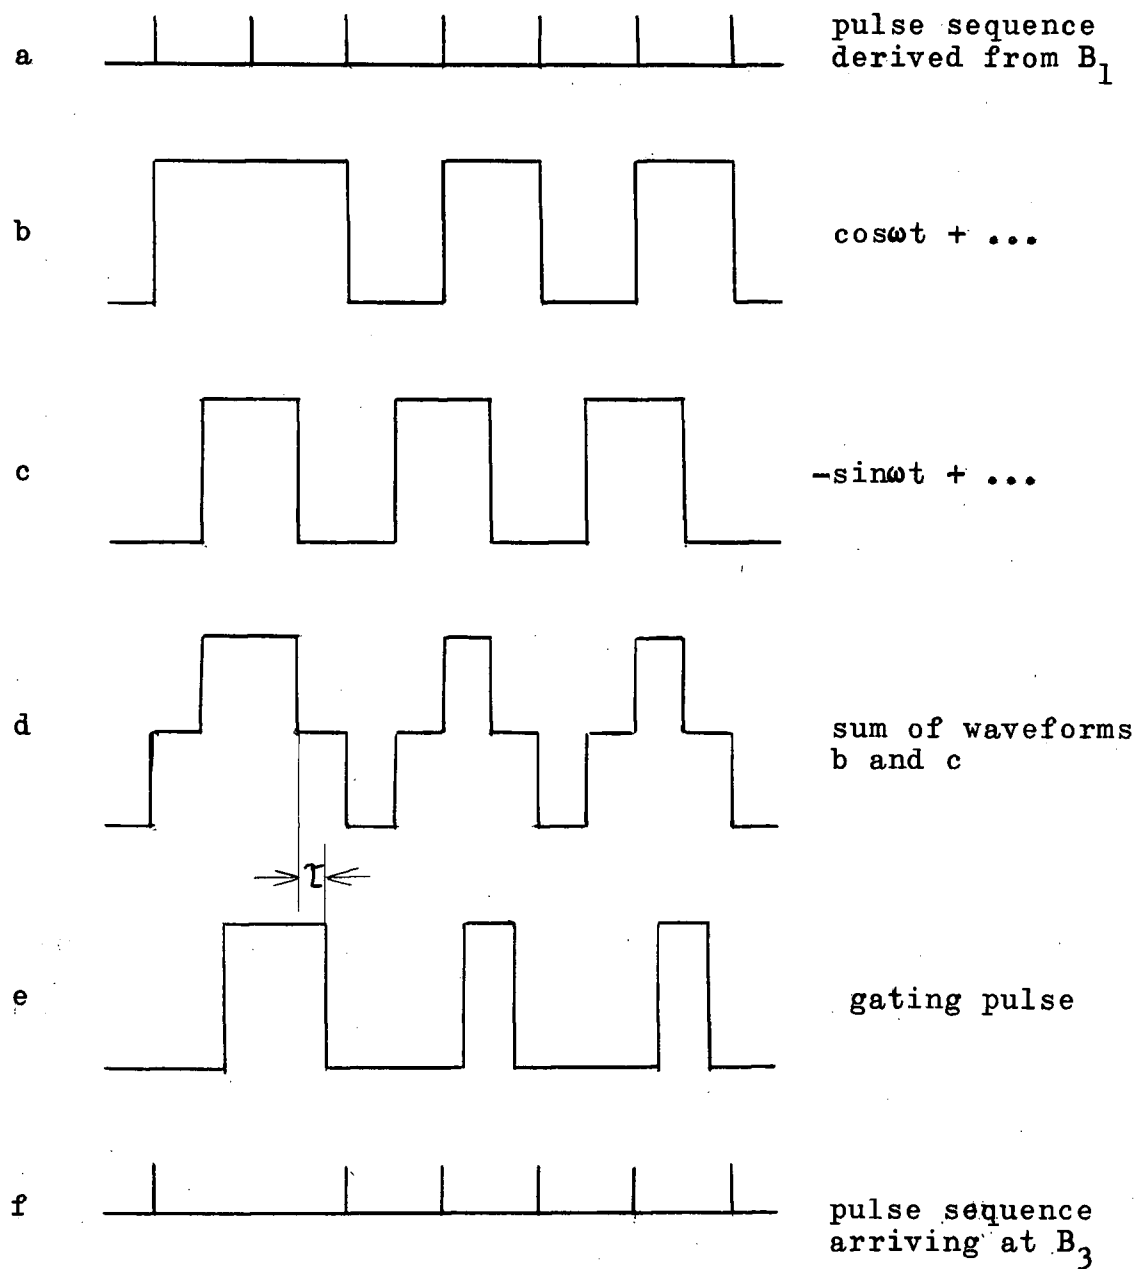 a
pulse sequence
derived from B1
b
cosωt + ...
c
-sinωt + ...
d
sum of waveforms
b and c
τ
e
gating pulse
f
pulse sequence
arriving at B3